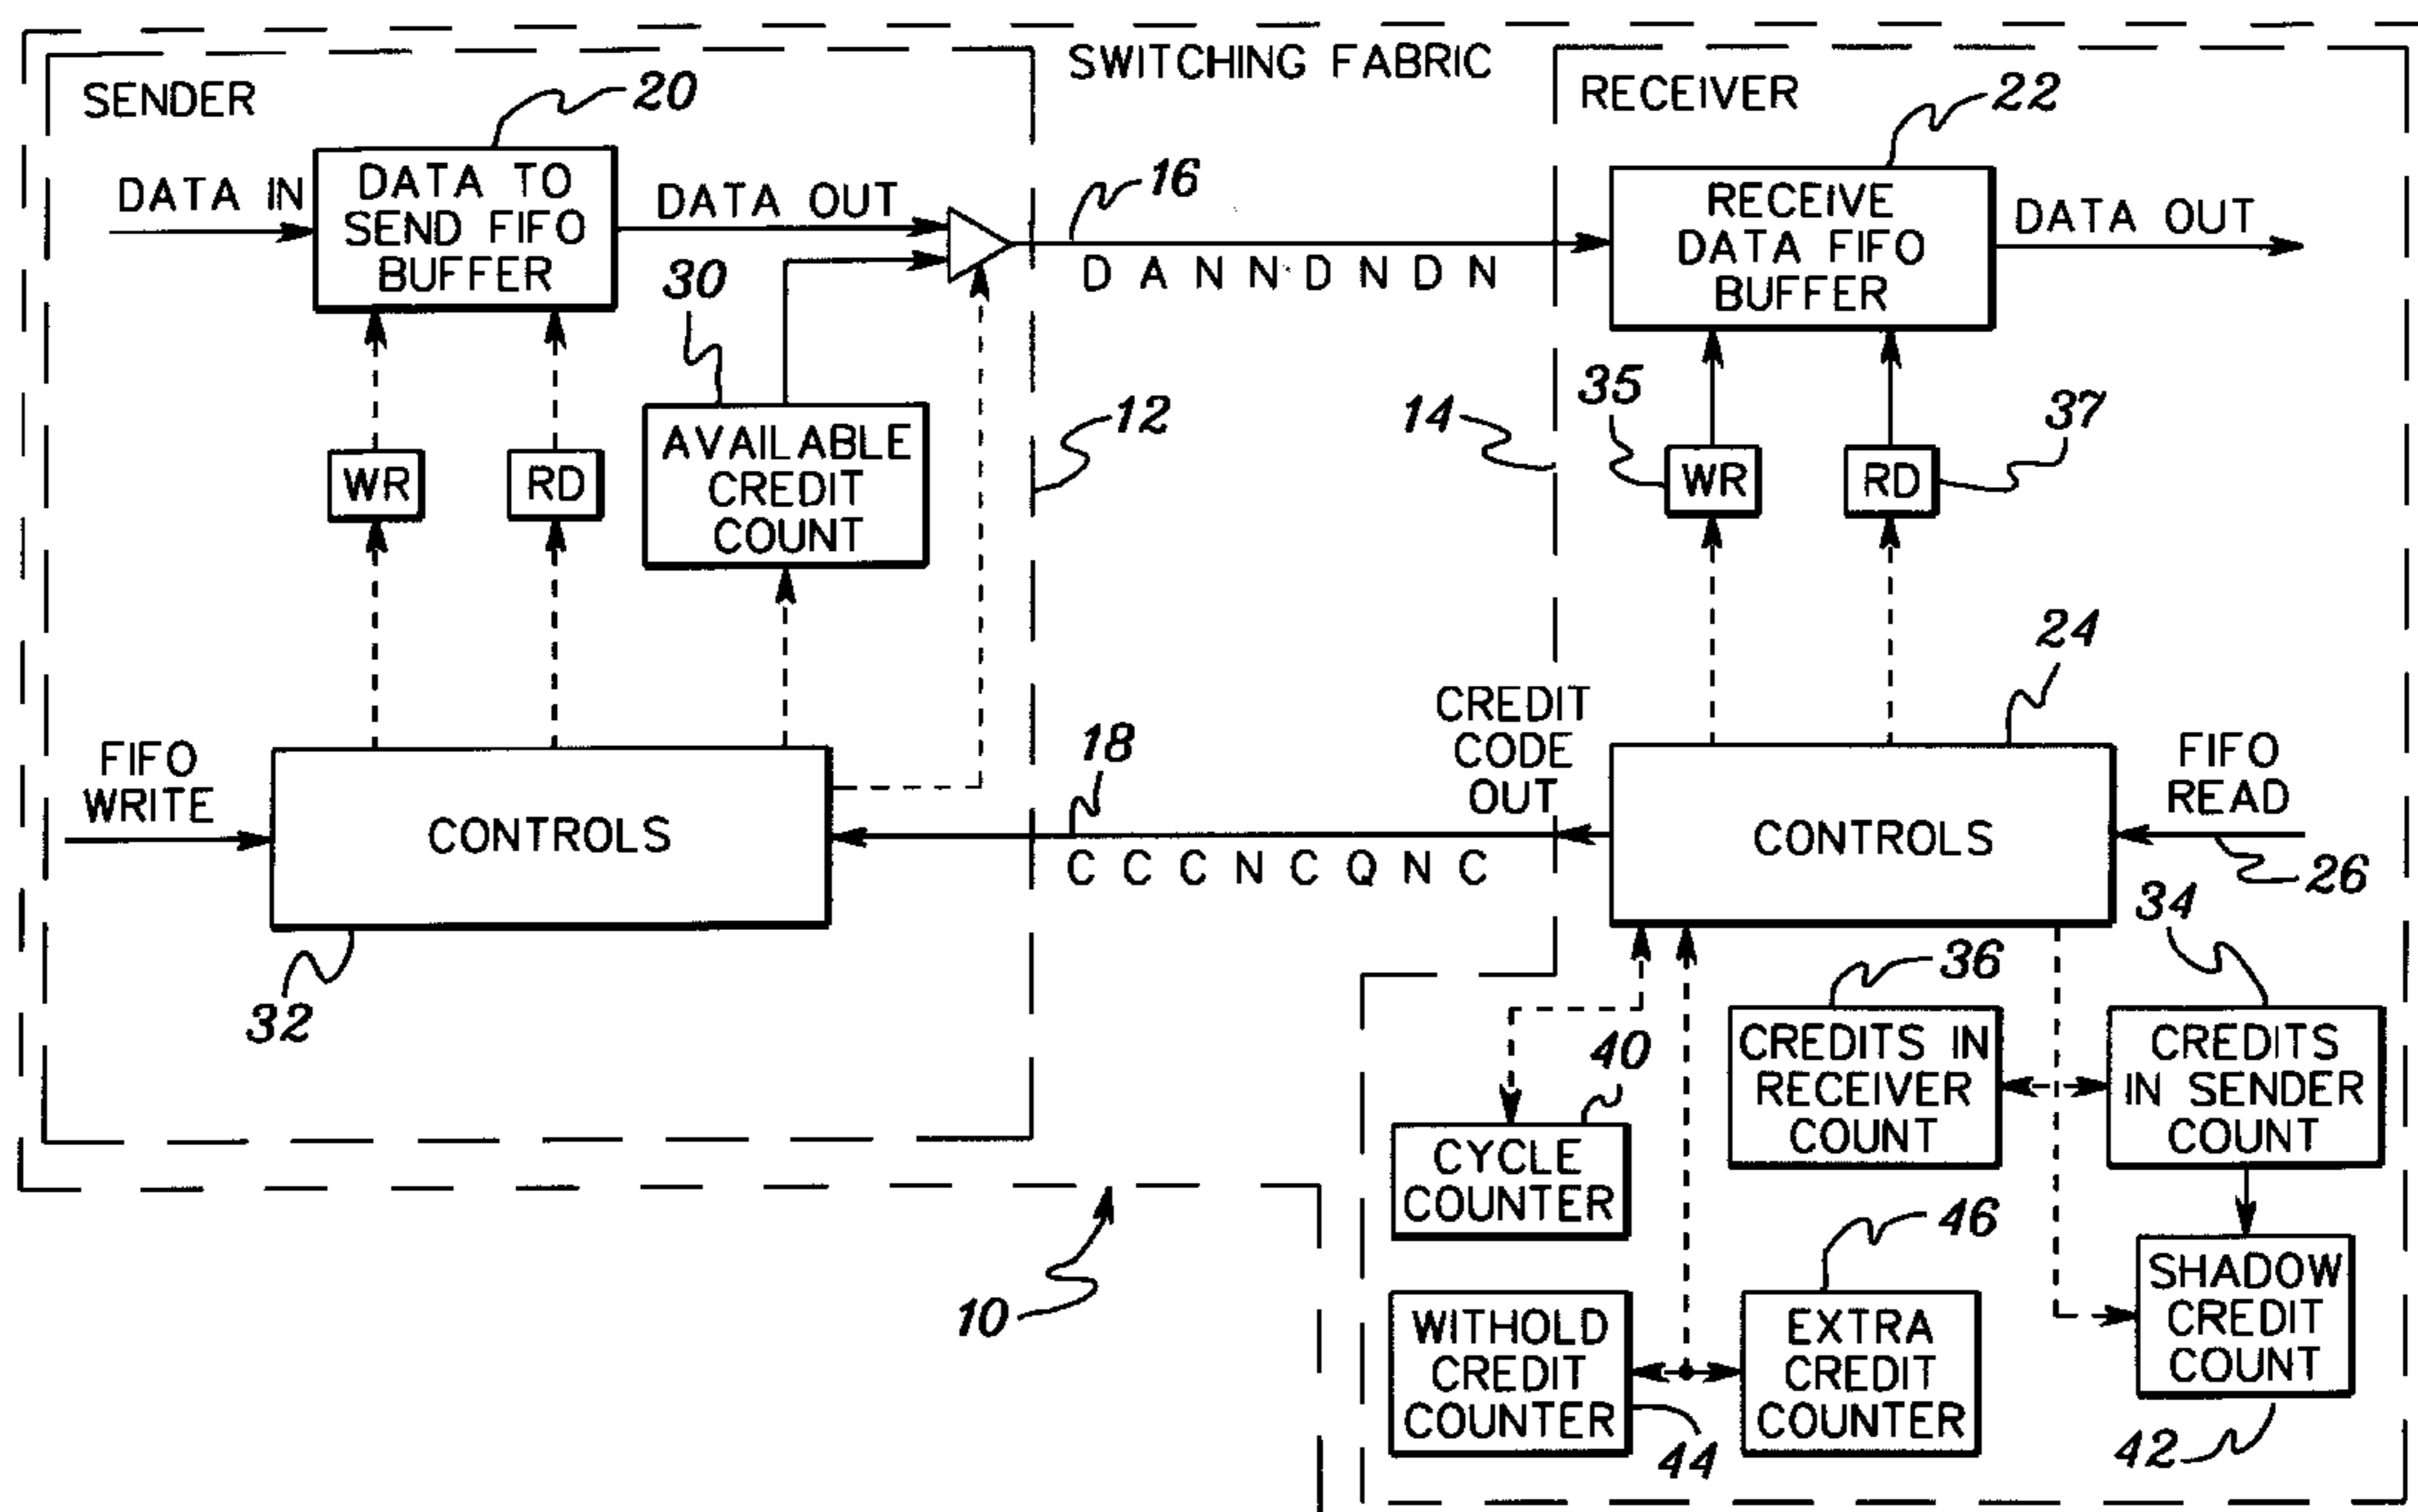 SWITCHING FABRIC
SENDER
20
DATA IN
DATA TO
SEND FIFO
BUFFER
DATA OUT
30
AVAILABLE
CREDIT
COUNT
WR
RD
12
FIFO
WRITE
CONTROLS
32
16
D A N N D N D N
18
C C C N C Q N C
10
RECEIVER
22
RECEIVE
DATA FIFO
BUFFER
DATA OUT
14
35
WR
RD
37
24
CREDIT
CODE
OUT
CONTROLS
FIFO
READ
26
34
36
CREDITS IN
RECEIVER
COUNT
CREDITS
IN SENDER
COUNT
40
CYCLE
COUNTER
46
WITHOLD
CREDIT
COUNTER
44
EXTRA
CREDIT
COUNTER
SHADOW
CREDIT
COUNT
42